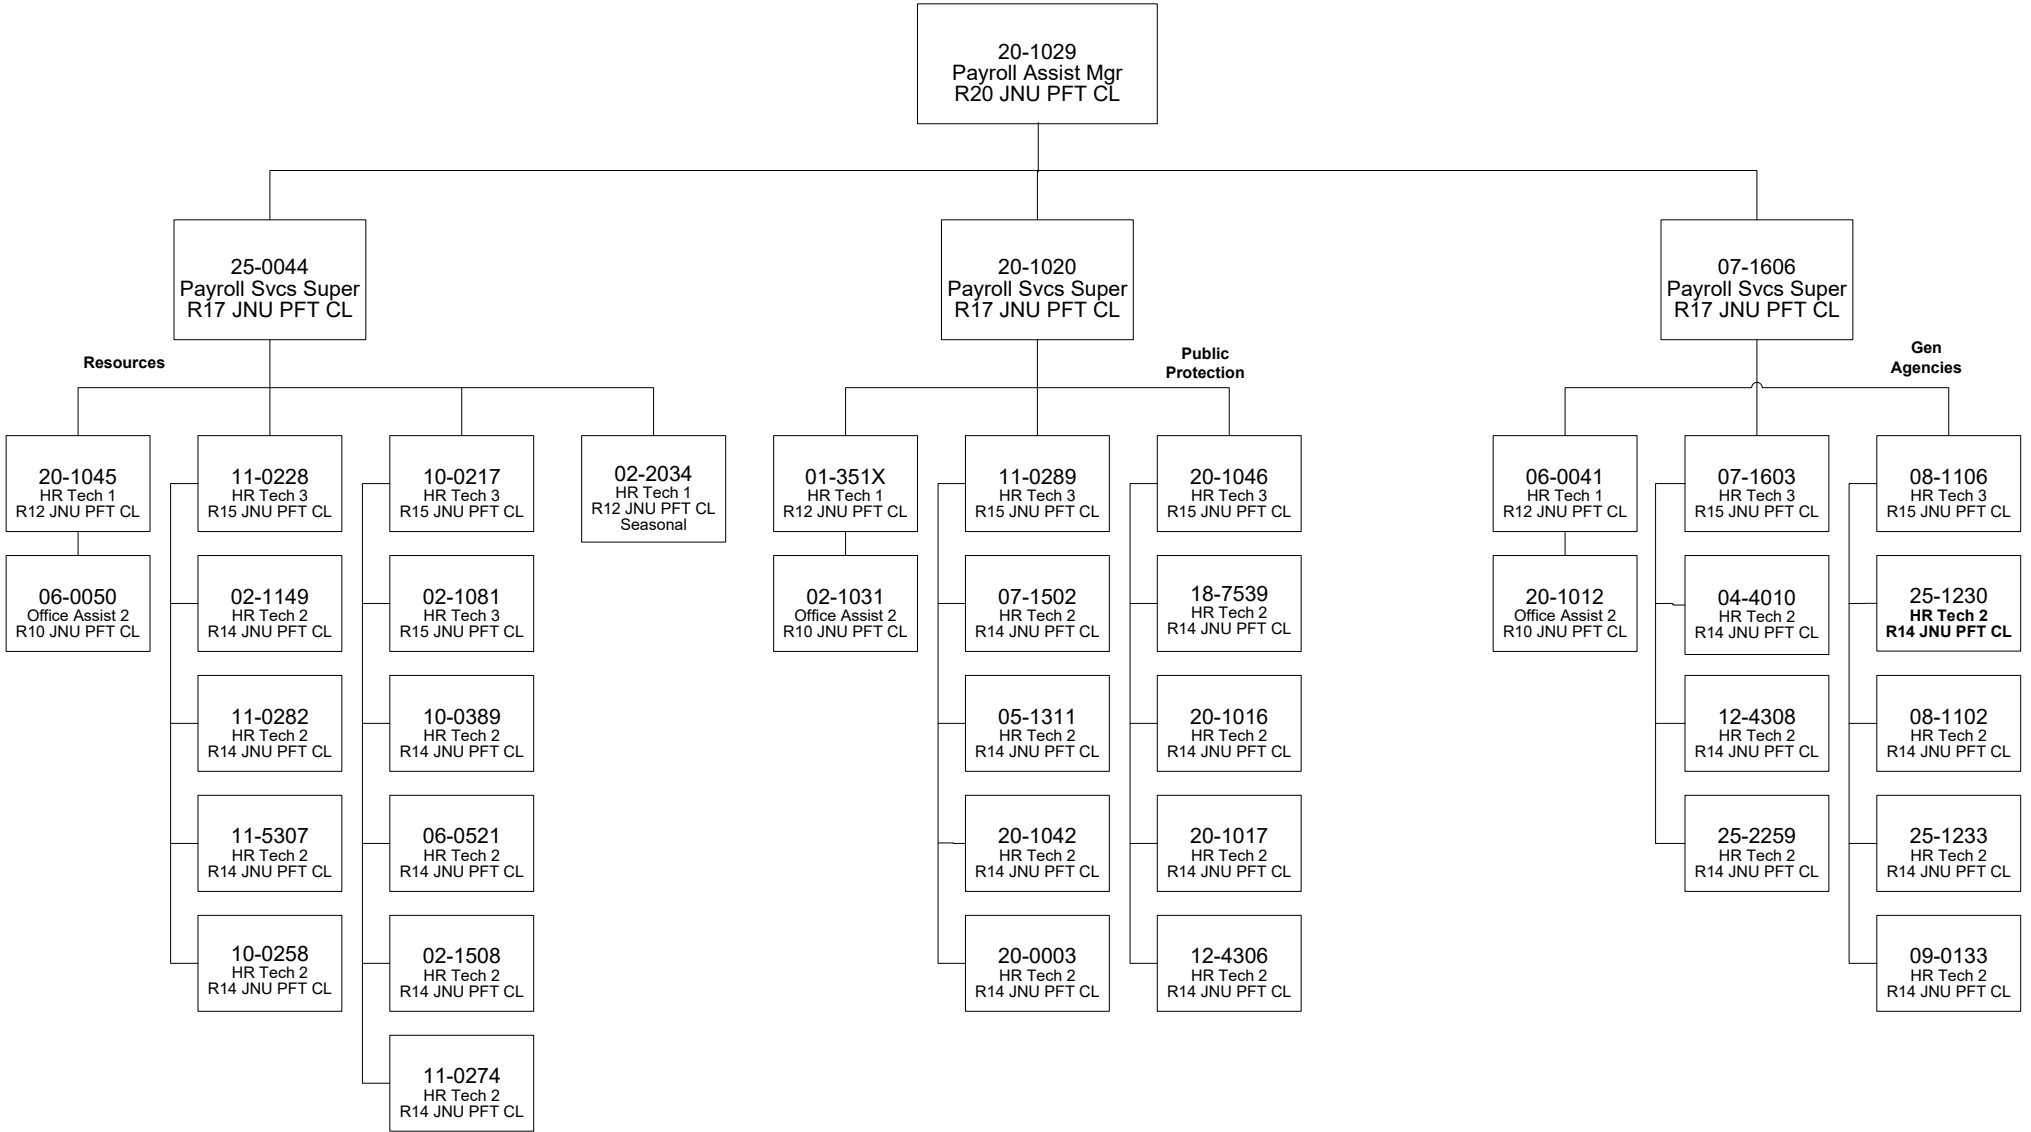 20-1029
Payroll Assist Mgr
R20 JNU PFT CL
25-0044
Payroll Svcs Super
R17 JNU PFT CL
20-1020
Payroll Svcs Super
R17 JNU PFT CL
07-1606
Payroll Svcs Super
R17 JNU PFT CL
Resources
20-1045
HR Tech 1
R12 JNU PFT CL
06-0050
Office Assist 2
R10 JNU PFT CL
11-0228
HR Tech 3
R15 JNU PFT CL
02-1149
HR Tech 2
R14 JNU PFT CL
11-0282
HR Tech 2
R14 JNU PFT CL
11-5307
HR Tech 2
R14 JNU PFT CL
10-0258
HR Tech 2
R14 JNU PFT CL
10-0217
HR Tech 3
R15 JNU PFT CL
02-1081
HR Tech 3
R15 JNU PFT CL
10-0389
HR Tech 2
R14 JNU PFT CL
06-0521
HR Tech 2
R14 JNU PFT CL
02-1508
HR Tech 2
R14 JNU PFT CL
11-0274
HR Tech 2
R14 JNU PFT CL
02-2034
HR Tech 1
R12 JNU PFT CL
Seasonal
Public
Protection
01-351X
HR Tech 1
R12 JNU PFT CL
02-1031
Office Assist 2
R10 JNU PFT CL
11-0289
HR Tech 3
R15 JNU PFT CL
07-1502
HR Tech 2
R14 JNU PFT CL
05-1311
HR Tech 2
R14 JNU PFT CL
20-1042
HR Tech 2
R14 JNU PFT CL
20-0003
HR Tech 2
R14 JNU PFT CL
20-1046
HR Tech 3
R15 JNU PFT CL
18-7539
HR Tech 2
R14 JNU PFT CL
20-1016
HR Tech 2
R14 JNU PFT CL
20-1017
HR Tech 2
R14 JNU PFT CL
12-4306
HR Tech 2
R14 JNU PFT CL
Gen
Agencies
06-0041
HR Tech 1
R12 JNU PFT CL
20-1012
Office Assist 2
R10 JNU PFT CL
07-1603
HR Tech 3
R15 JNU PFT CL
04-4010
HR Tech 2
R14 JNU PFT CL
12-4308
HR Tech 2
R14 JNU PFT CL
25-2259
HR Tech 2
R14 JNU PFT CL
08-1106
HR Tech 3
R15 JNU PFT CL
25-1230
HR Tech 2
R14 JNU PFT CL
08-1102
HR Tech 2
R14 JNU PFT CL
25-1233
HR Tech 2
R14 JNU PFT CL
09-0133
HR Tech 2
R14 JNU PFT CL